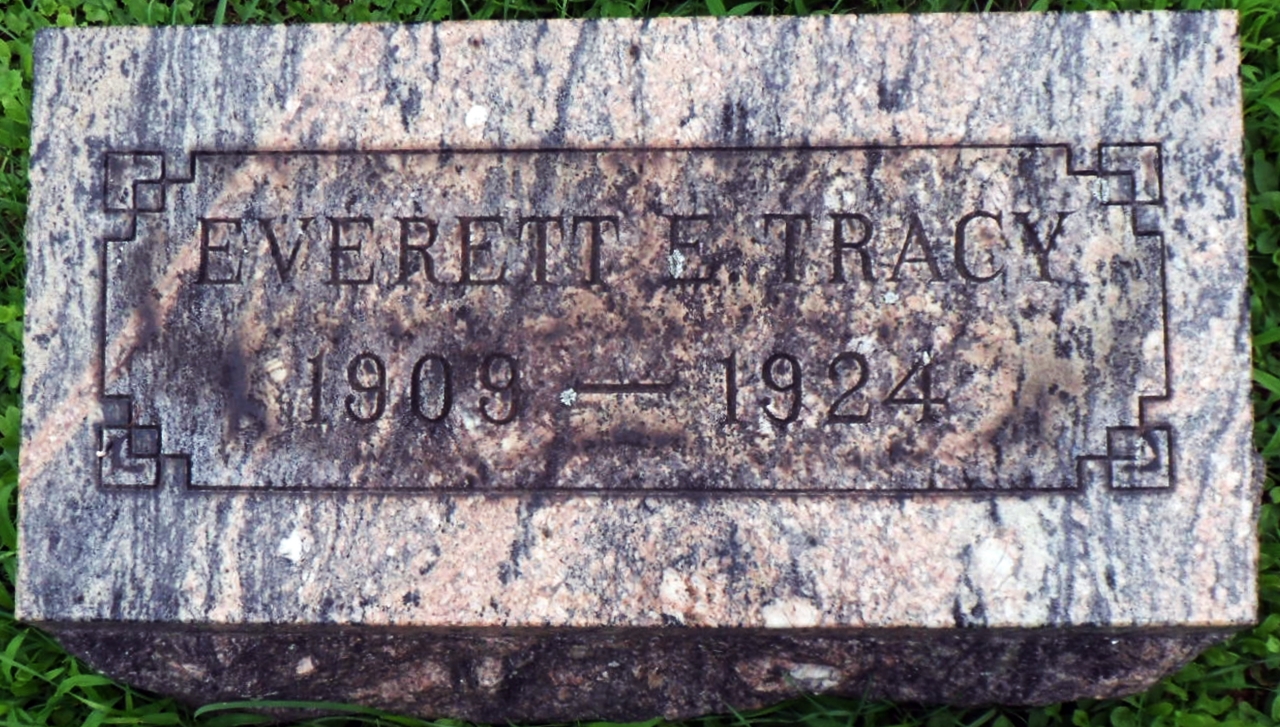 EVERETT E. TRACY
1909 — 1924